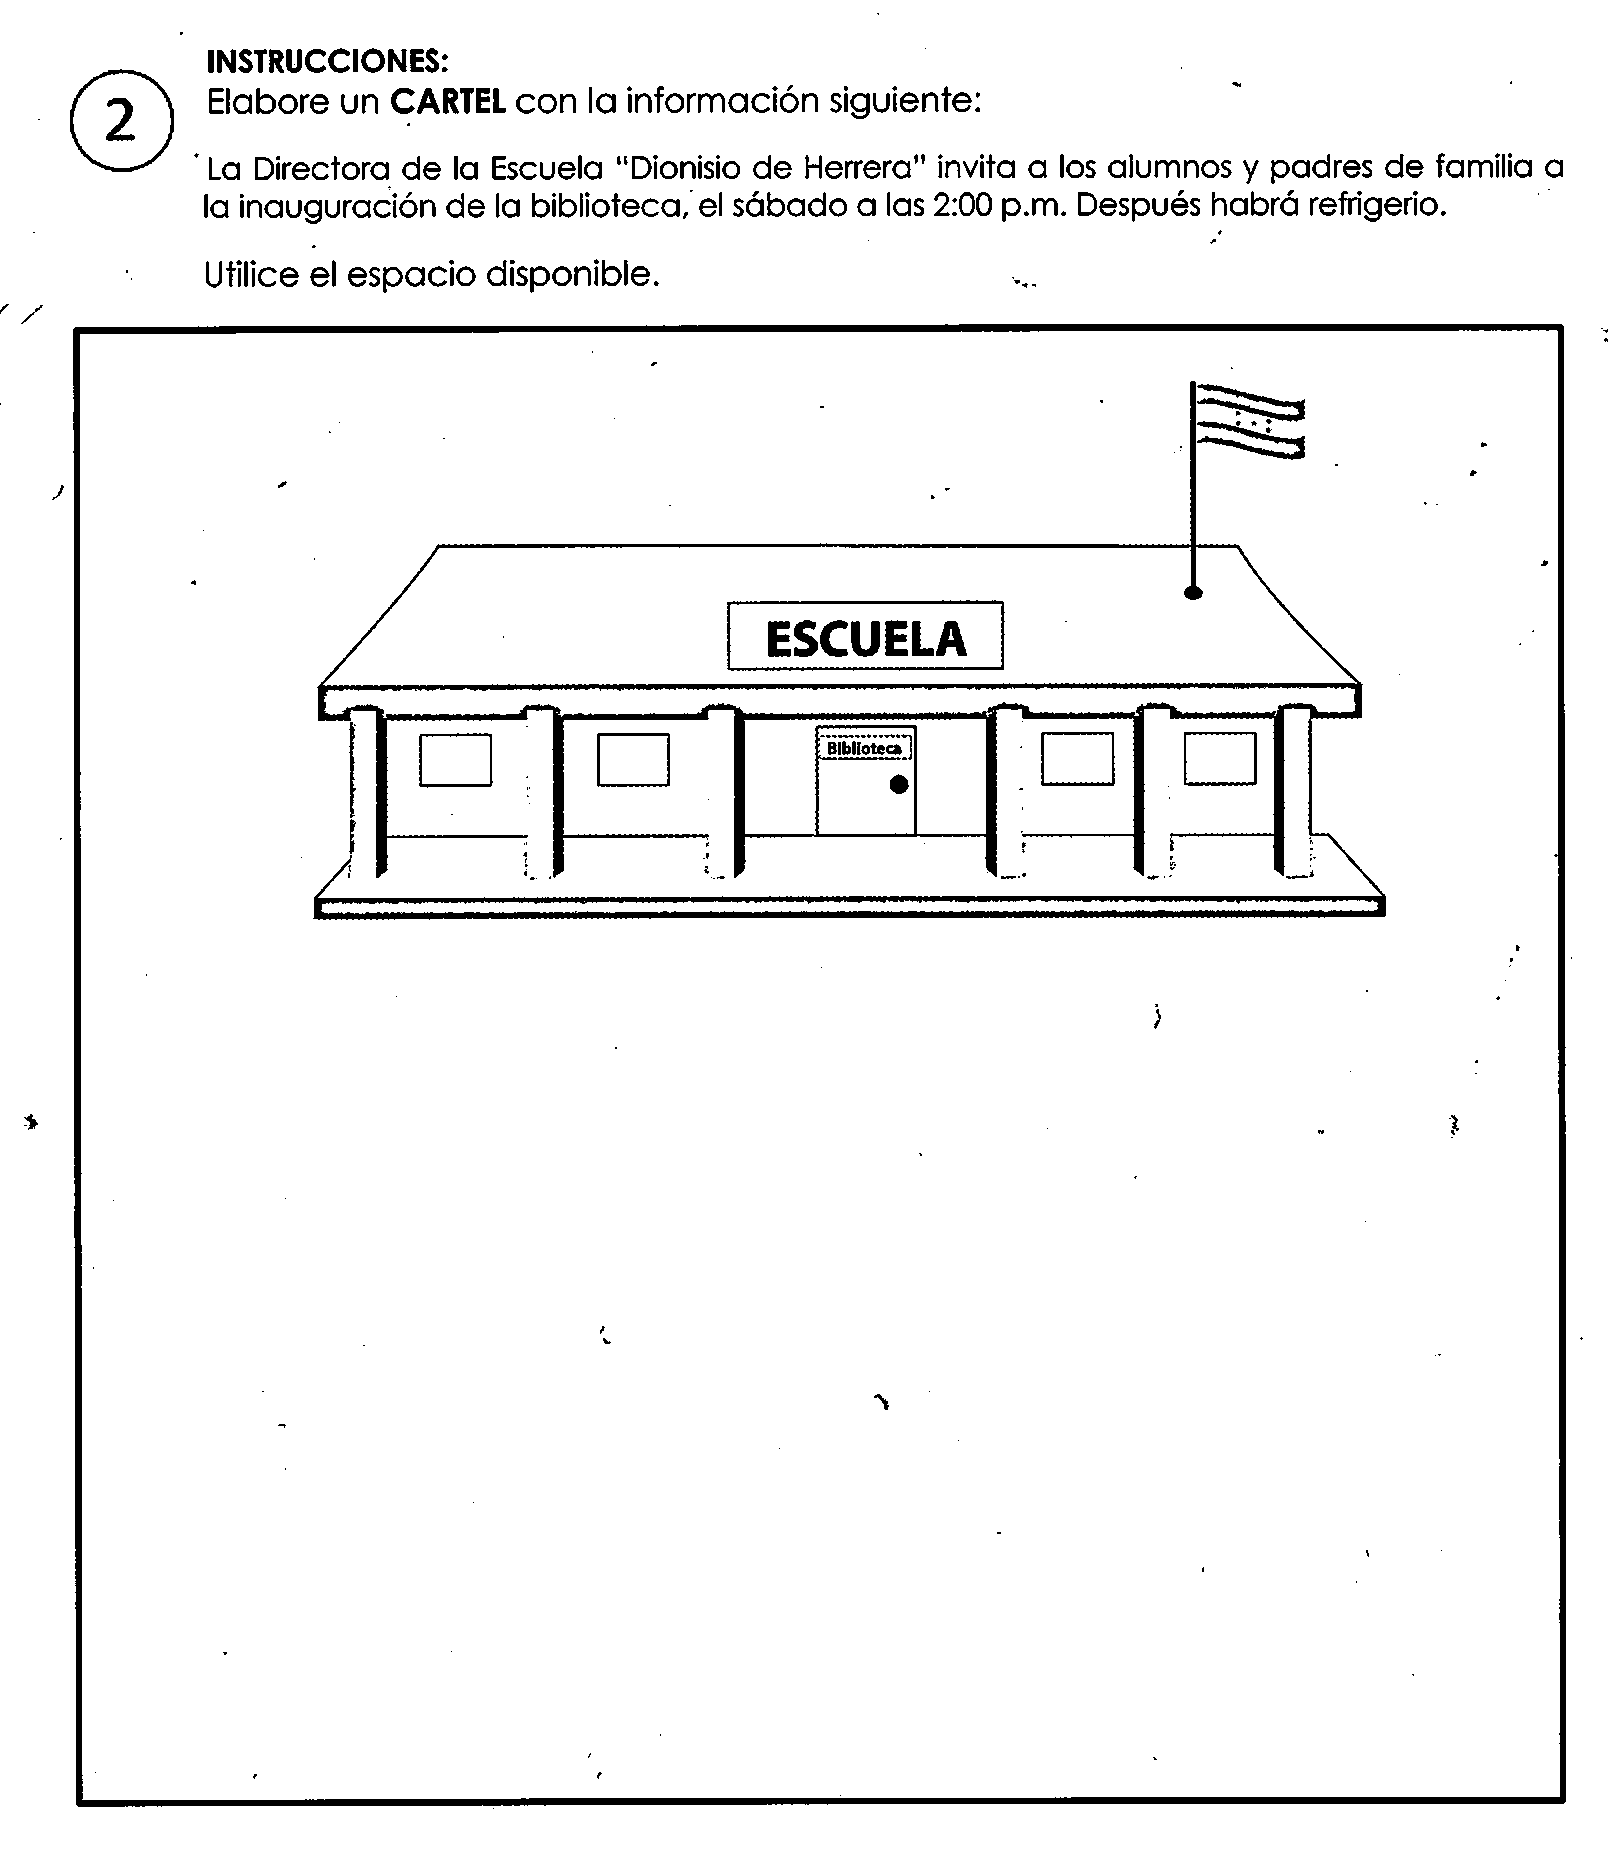 INSTRUCCIONES:
2
Elabore un CARTEL con la información siguiente:
La Directora de la Escuela "Dionisio de Herrera" invita a los alumnos y padres de familia a
la inauguración de la biblioteca, el sábado a las 2:00 p.m. Después habrá refrigerio.
Utilice el espacio disponible.
ESCUELA
Biblioteca